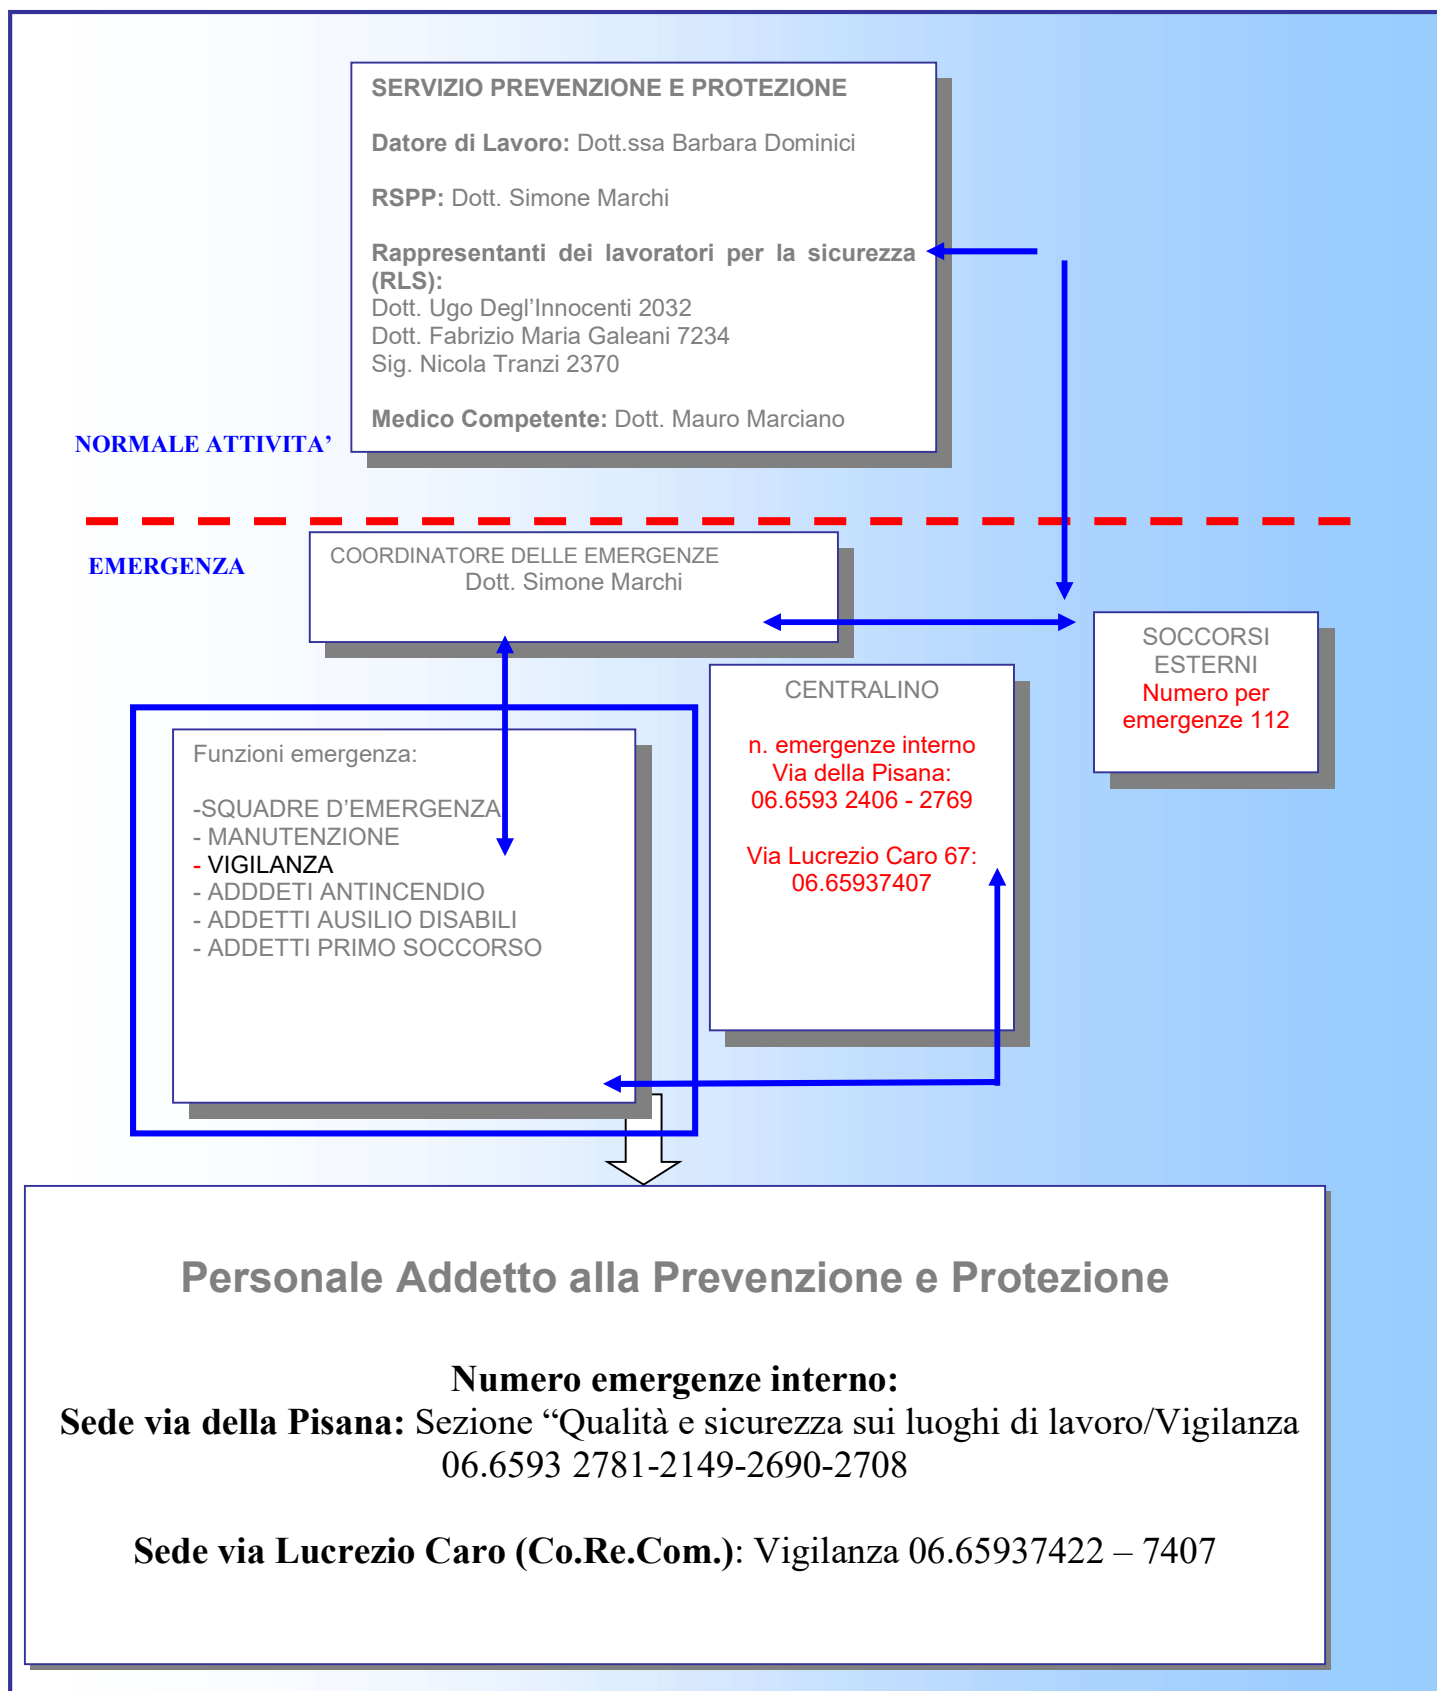 SERVIZIO PREVENZIONE E PROTEZIONE
Datore di Lavoro: Dott.ssa Barbara Dominici
RSPP: Dott. Simone Marchi
Rappresentanti dei lavoratori per la sicurezza
(RLS):
Dott. Ugo Degl’Innocenti 2032
Dott. Fabrizio Maria Galeani 7234
Sig. Nicola Tranzi 2370
Medico Competente: Dott. Mauro Marciano
NORMALE ATTIVITA’
EMERGENZA
COORDINATORE DELLE EMERGENZE
Dott. Simone Marchi
SOCCORSI
ESTERNI
Numero per
emergenze 112
CENTRALINO
n. emergenze interno
Via della Pisana:
06.6593 2406 - 2769
Via Lucrezio Caro 67:
06.65937407
Funzioni emergenza:
-SQUADRE D’EMERGENZA
- MANUTENZIONE
- VIGILANZA
- ADDDETI ANTINCENDIO
- ADDETTI AUSILIO DISABILI
- ADDETTI PRIMO SOCCORSO
Personale Addetto alla Prevenzione e Protezione
Numero emergenze interno:
Sede via della Pisana: Sezione “Qualità e sicurezza sui luoghi di lavoro/Vigilanza
06.6593 2781-2149-2690-2708
Sede via Lucrezio Caro (Co.Re.Com.): Vigilanza 06.65937422 – 7407